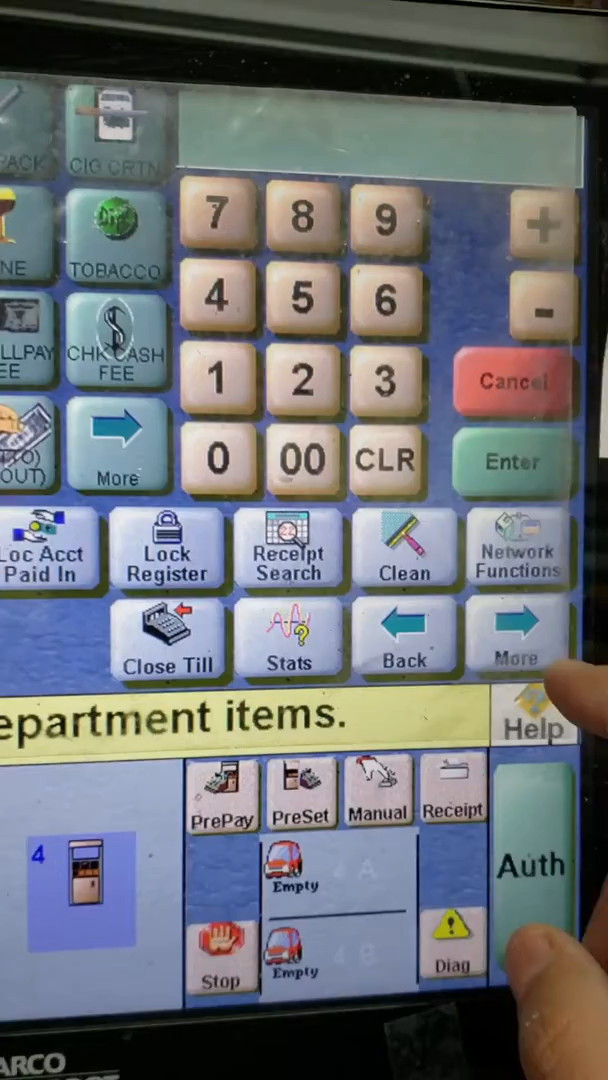 PACK
CIG CRTN
7 8 9
+
NE
TOBACCO
4 5 6
-
LLPAY
EE
CHK CASH
FEE
1 2 3
Cancel
OUT)
More
0 00 CLR
Enter
Loc Acct
Paid In
Lock
Register
Receipt
Search
Clean
Network
Functions
Close Till
Stats
Back
More
epartment items.
Help
PrePay
PreSet
Manual
Receipt
4
Empty
4 A
Auth
Stop
Empty
4 B
Diag
ARCO